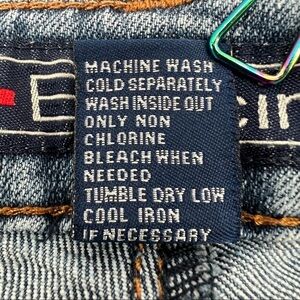 MACHINE WASH
COLD SEPARATELY
WASH INSIDE OUT
ONLY NON
CHLORINE
BLEACH WHEN
NEEDED
TUMBLE DRY LOW
COOL IRON
IF NECESSARY